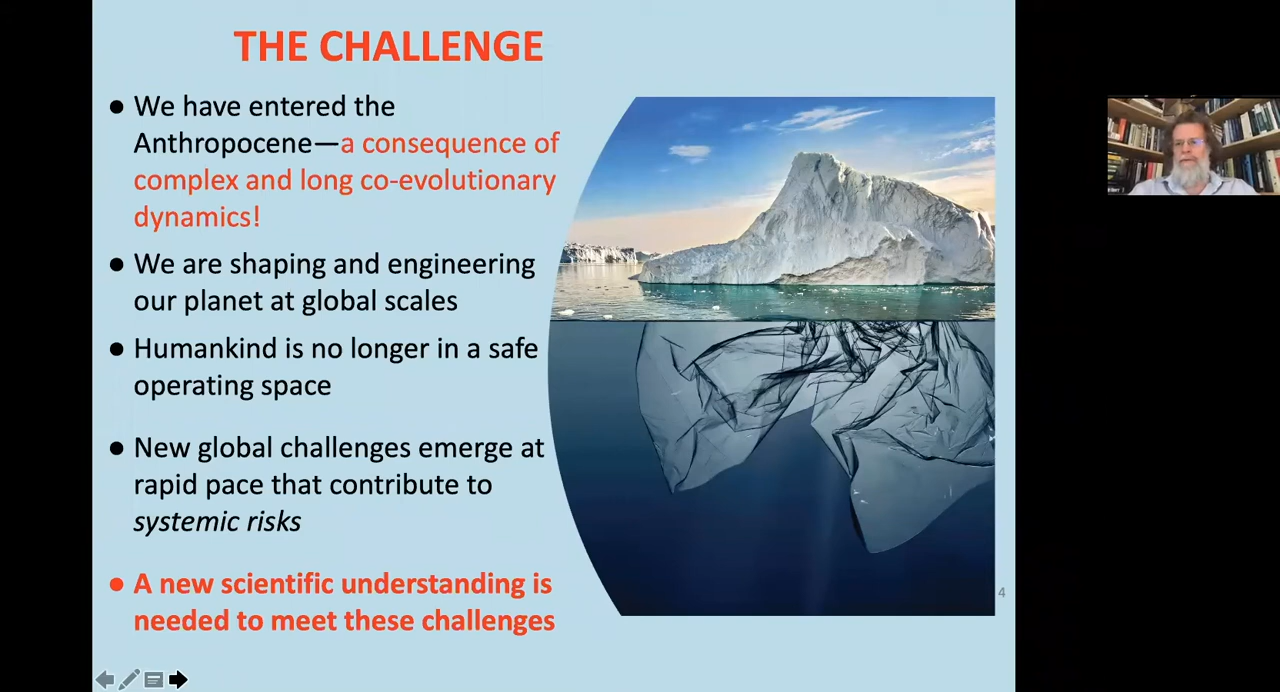 THE CHALLENGE
● We have entered the
Anthropocene—a consequence of
complex and long co-evolutionary
dynamics!
● We are shaping and engineering
our planet at global scales
● Humankind is no longer in a safe
operating space
● New global challenges emerge at
rapid pace that contribute to
systemic risks
● A new scientific understanding is
needed to meet these challenges
4